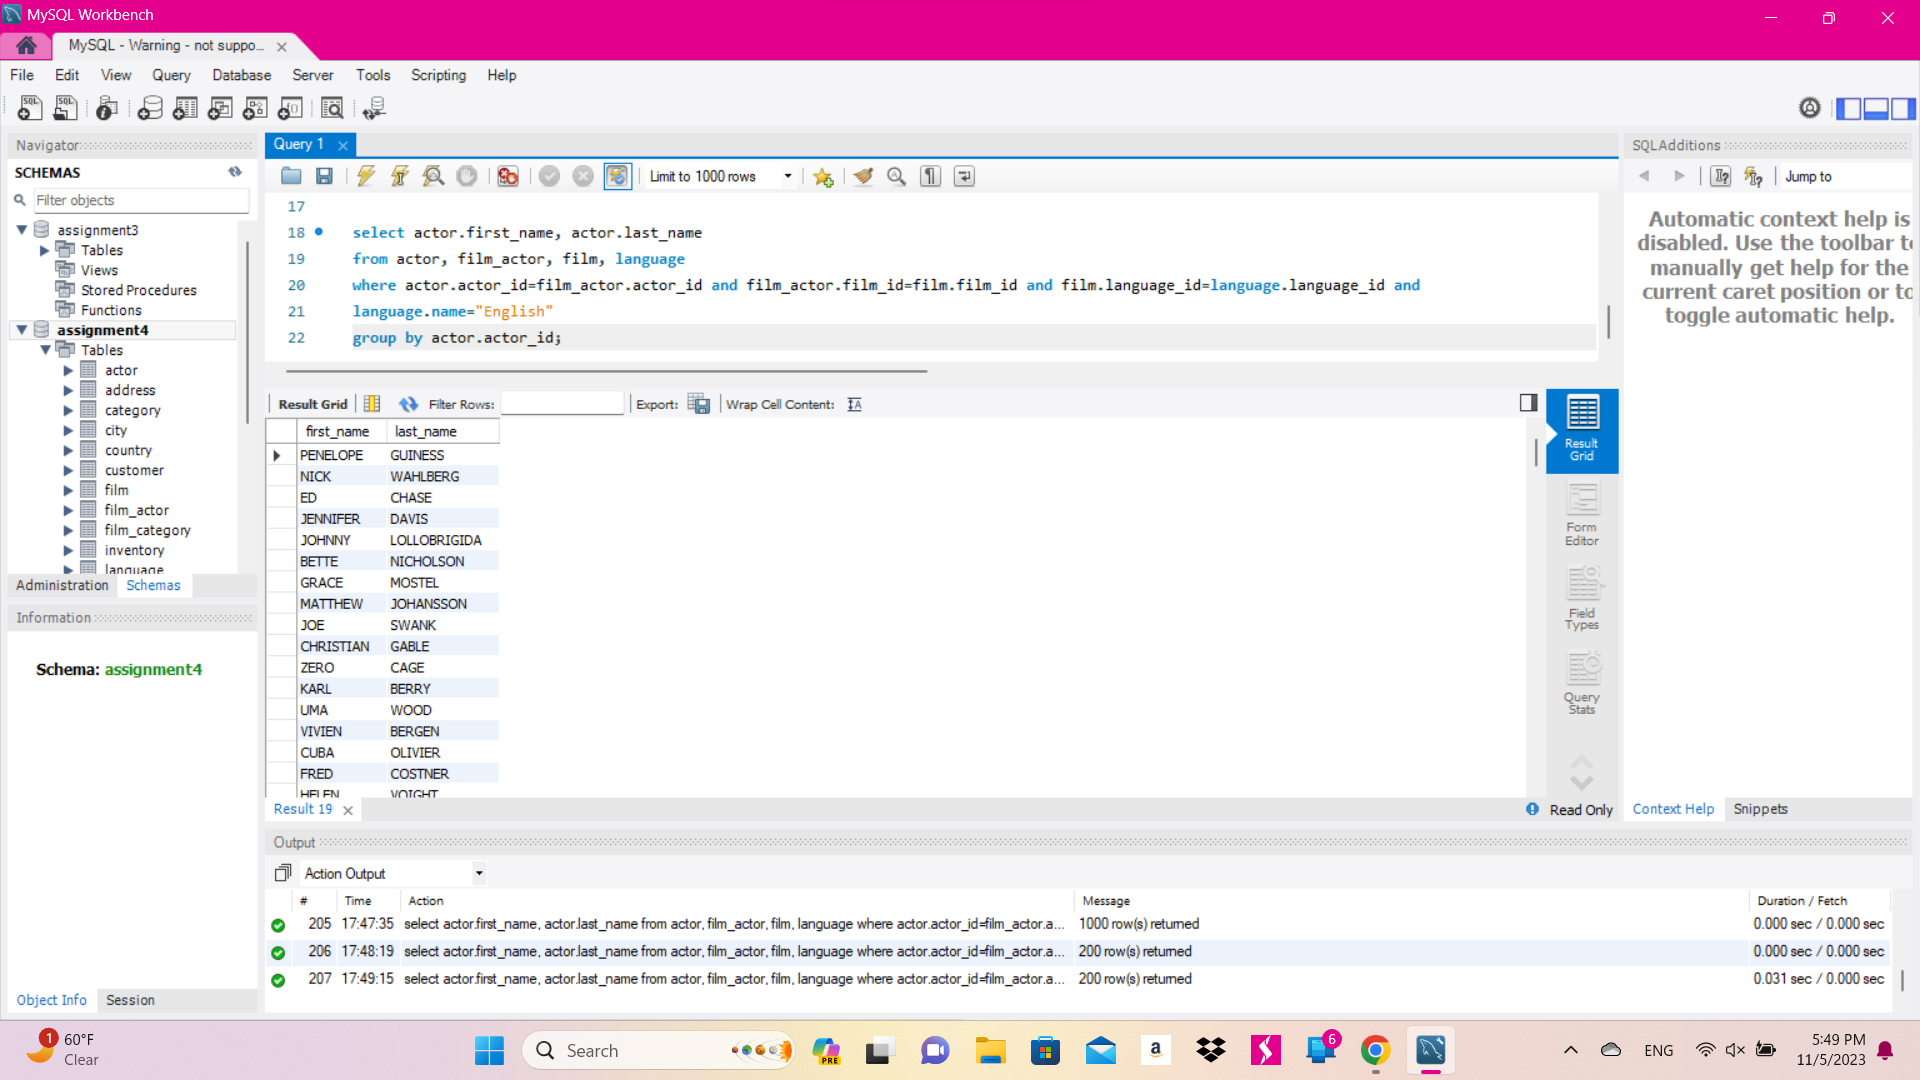 MySQL Workbench
MySQL - Warning - not suppo...
File Edit View Query Database Server Tools Scripting Help
Navigator
SCHEMAS
Filter objects
assignment3
Tables
Views
Stored Procedures
Functions
assignment4
Tables
actor
address
category
city
country
customer
film
film_actor
film_category
inventory
language
Administration Schemas
Information
Schema: assignment4
Object Info Session
Query 1
Limit to 1000 rows
17
18 select actor.first_name, actor.last_name
19 from actor, film_actor, film, language
20 where actor.actor_id=film_actor.actor_id and film_actor.film_id=film.film_id and film.language_id=language.language_id and
21 language.name="English"
22 group by actor.actor_id;
Result Grid Filter Rows: Export: Wrap Cell Content:
first_name last_name
PENELOPE GUINESS
NICK WAHLBERG
ED CHASE
JENNIFER DAVIS
JOHNNY LOLLOBRIGIDA
BETTE NICHOLSON
GRACE MOSTEL
MATTHEW JOHANSSON
JOE SWANK
CHRISTIAN GABLE
ZERO CAGE
KARL BERRY
UMA WOOD
VIVIEN BERGEN
CUBA OLIVIER
FRED COSTNER
HELEN VOIGHT
Result 19
Read Only
Result Grid
Form Editor
Field Types
Query Stats
SQLAdditions
Jump to
Automatic context help is
disabled. Use the toolbar to
manually get help for the
current caret position or to
toggle automatic help.
Context Help Snippets
Output
Action Output
# Time Action Message Duration / Fetch
205 17:47:35 select actor.first_name, actor.last_name from actor, film_actor, film, language where actor.actor_id=film_actor.a... 1000 row(s) returned 0.000 sec / 0.000 sec
206 17:48:19 select actor.first_name, actor.last_name from actor, film_actor, film, language where actor.actor_id=film_actor.a... 200 row(s) returned 0.000 sec / 0.000 sec
207 17:49:15 select actor.first_name, actor.last_name from actor, film_actor, film, language where actor.actor_id=film_actor.a... 200 row(s) returned 0.031 sec / 0.000 sec
1
60°F
Clear
Search
PRE
a
6
ENG
5:49 PM
11/5/2023